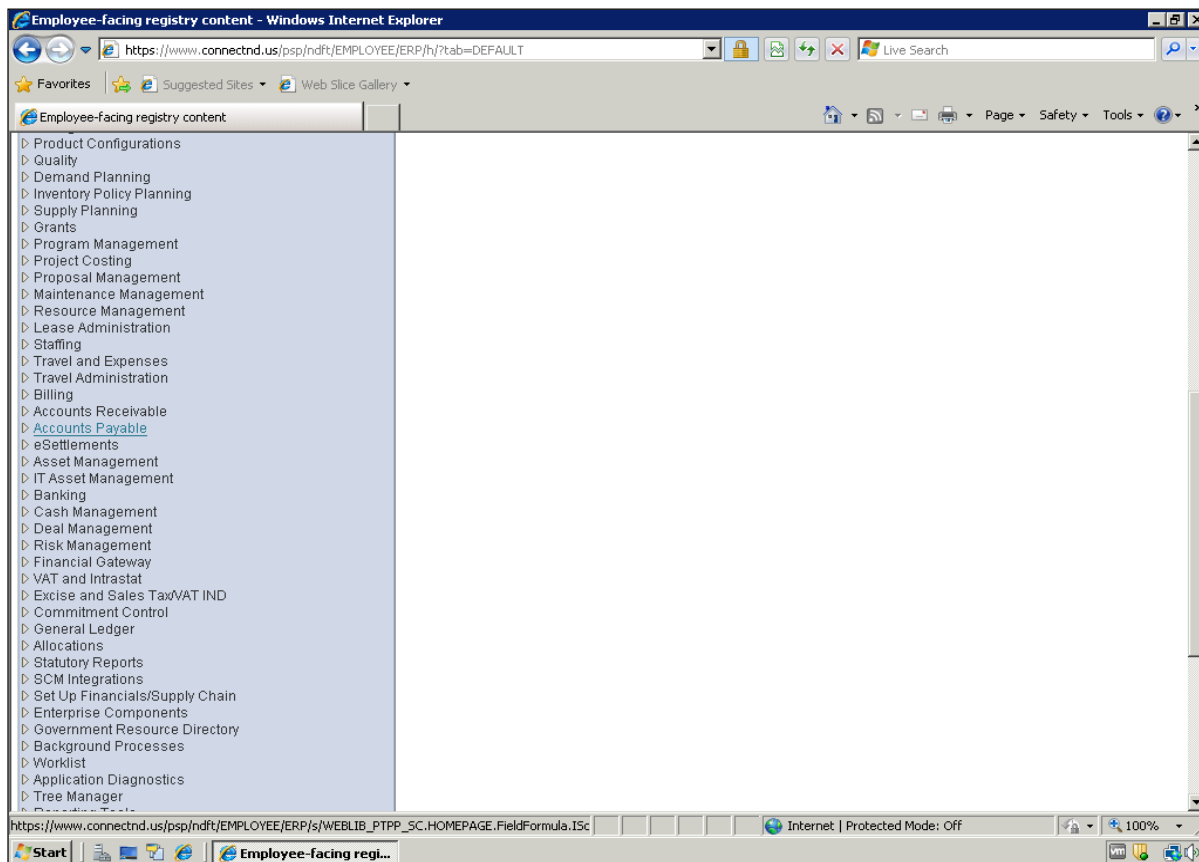 Employee-facing registry content - Windows Internet Explorer
https://www.connectnd.us/psp/ndft/EMPLOYEE/ERP/h/?tab=DEFAULT
Live Search
Favorites
Suggested Sites
Web Slice Gallery
Employee-facing registry content
Page
Safety
Tools
Product Configurations
Quality
Demand Planning
Inventory Policy Planning
Supply Planning
Grants
Program Management
Project Costing
Proposal Management
Maintenance Management
Resource Management
Lease Administration
Staffing
Travel and Expenses
Travel Administration
Billing
Accounts Receivable
Accounts Payable
eSettlements
Asset Management
IT Asset Management
Banking
Cash Management
Deal Management
Risk Management
Financial Gateway
VAT and Intrastat
Excise and Sales Tax/VAT IND
Commitment Control
General Ledger
Allocations
Statutory Reports
SCM Integrations
Set Up Financials/Supply Chain
Enterprise Components
Government Resource Directory
Background Processes
Worklist
Application Diagnostics
Tree Manager
Reporting Tools
https://www.connectnd.us/psp/ndft/EMPLOYEE/ERP/s/WEBLIB_PTPP_SC.HOMEPAGE.FieldFormula.ISc
Internet | Protected Mode: Off
100%
Start
Employee-facing regi...
vm